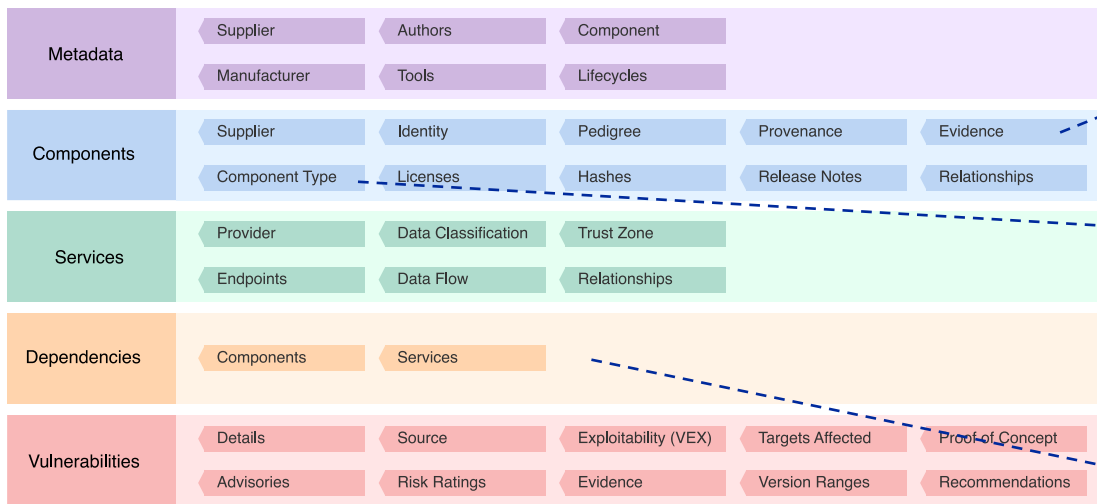 Metadata
Supplier Authors Component
Manufacturer Tools Lifecycles
Components
Supplier Identity Pedigree Provenance Evidence
Component Type Licenses Hashes Release Notes Relationships
Services
Provider Data Classification Trust Zone
Endpoints Data Flow Relationships
Dependencies
Components Services
Vulnerabilities
Details Source Exploitability (VEX) Targets Affected Proof of Concept
Advisories Risk Ratings Evidence Version Ranges Recommendations